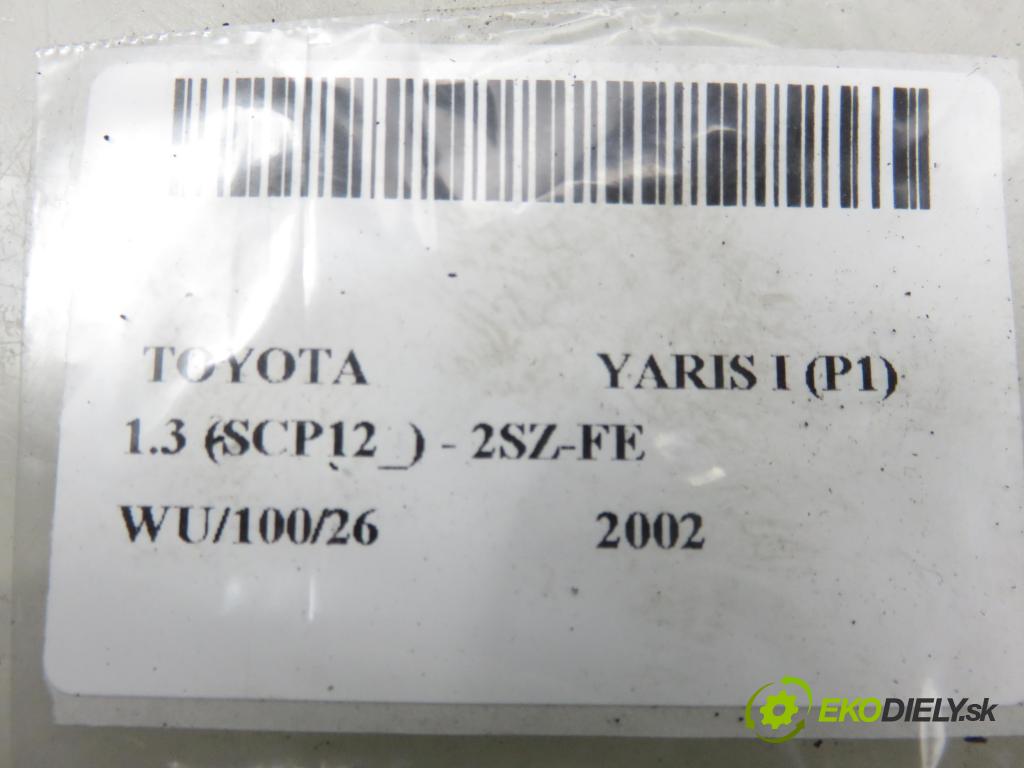 TOYOTA YARIS I (P1)
1.3 (SCP12_) - 2SZ-FE
WU/100/26 2002
EKODIELY.sk